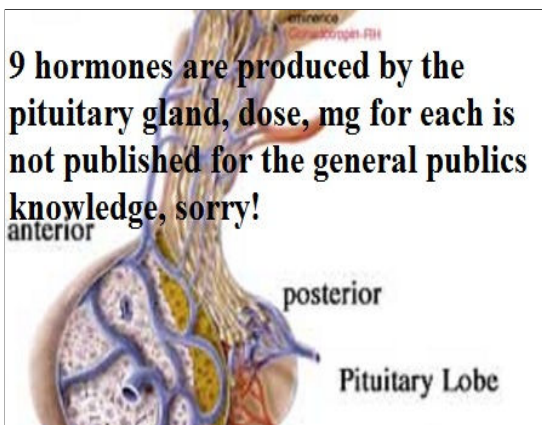 eminence
Gonadotropin-RH
9 hormones are produced by the
pituitary gland, dose, mg for each is
not published for the general publics
knowledge, sorry!
anterior
posterior
Pituitary Lobe